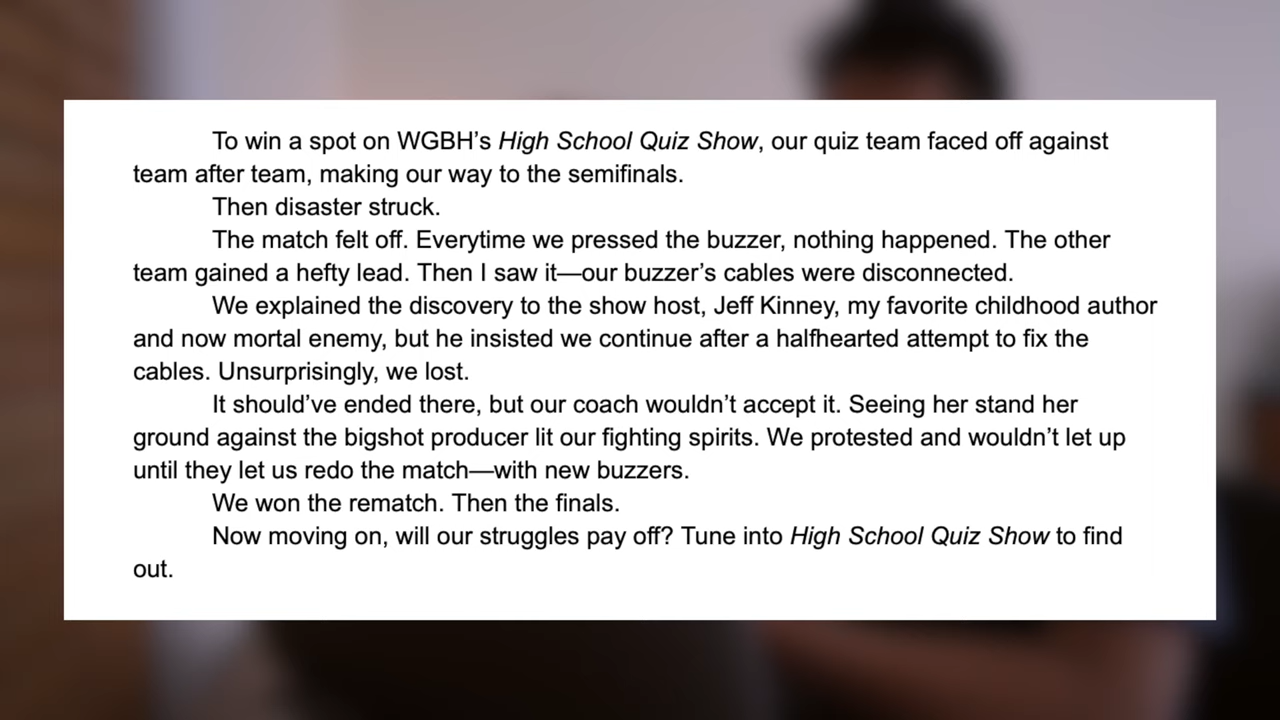 To win a spot on WGBH’s High School Quiz Show, our quiz team faced off against
team after team, making our way to the semifinals.
Then disaster struck.
The match felt off. Everytime we pressed the buzzer, nothing happened. The other
team gained a hefty lead. Then I saw it—our buzzer’s cables were disconnected.
We explained the discovery to the show host, Jeff Kinney, my favorite childhood author
and now mortal enemy, but he insisted we continue after a halfhearted attempt to fix the
cables. Unsurprisingly, we lost.
It should’ve ended there, but our coach wouldn’t accept it. Seeing her stand her
ground against the bigshot producer lit our fighting spirits. We protested and wouldn’t let up
until they let us redo the match—with new buzzers.
We won the rematch. Then the finals.
Now moving on, will our struggles pay off? Tune into High School Quiz Show to find
out.